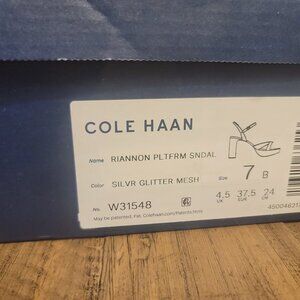 COLE HAAN
Name RIANNON PLTFRM SNDAL
Color SILVR GLITTER MESH
Size 7 B
No. W31548
4.5 37.5 24
UK EUR CM
May be patented. Pat. Colehaan.com/Patents.html